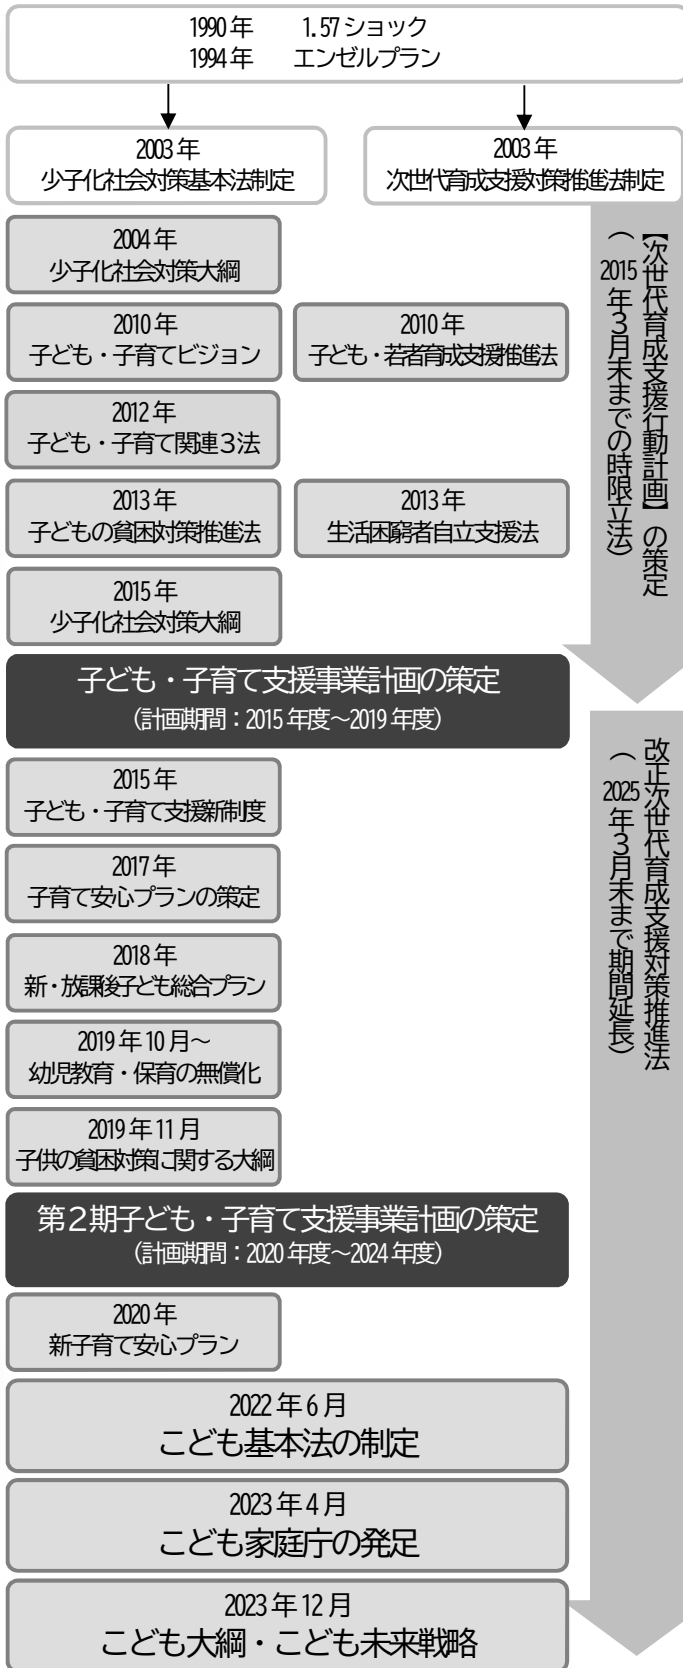 1990年　1.57ショック
1994年　エンゼルプラン
2003年
少子化社会対策基本法制定
2003年
次世代育成支援対策推進法制定
【次世代育成支援行動計画】の策定
（2015年３月末までの時限立法）
2004年
少子化社会対策大綱
2010年
子ども・子育てビジョン
2010年
子ども・若者育成支援推進法
2012年
子ども・子育て関連３法
2013年
子どもの貧困対策推進法
2013年
生活困窮者自立支援法
2015年
少子化社会対策大綱
子ども・子育て支援事業計画の策定
（計画期間：2015年度～2019年度）
改正次世代育成支援対策推進法
（2025年３月末まで期間延長）
2015年
子ども・子育て支援新制度
2017年
子育て安心プランの策定
2018年
新・放課後子ども総合プラン
2019年10月～
幼児教育・保育の無償化
2019年11月
子供の貧困対策に関する大綱
第２期子ども・子育て支援事業計画の策定
（計画期間：2020年度～2024年度）
2020年
新子育て安心プラン
2022年6月
こども基本法の制定
2023年4月
こども家庭庁の発足
2023年12月
こども大綱・こども未来戦略